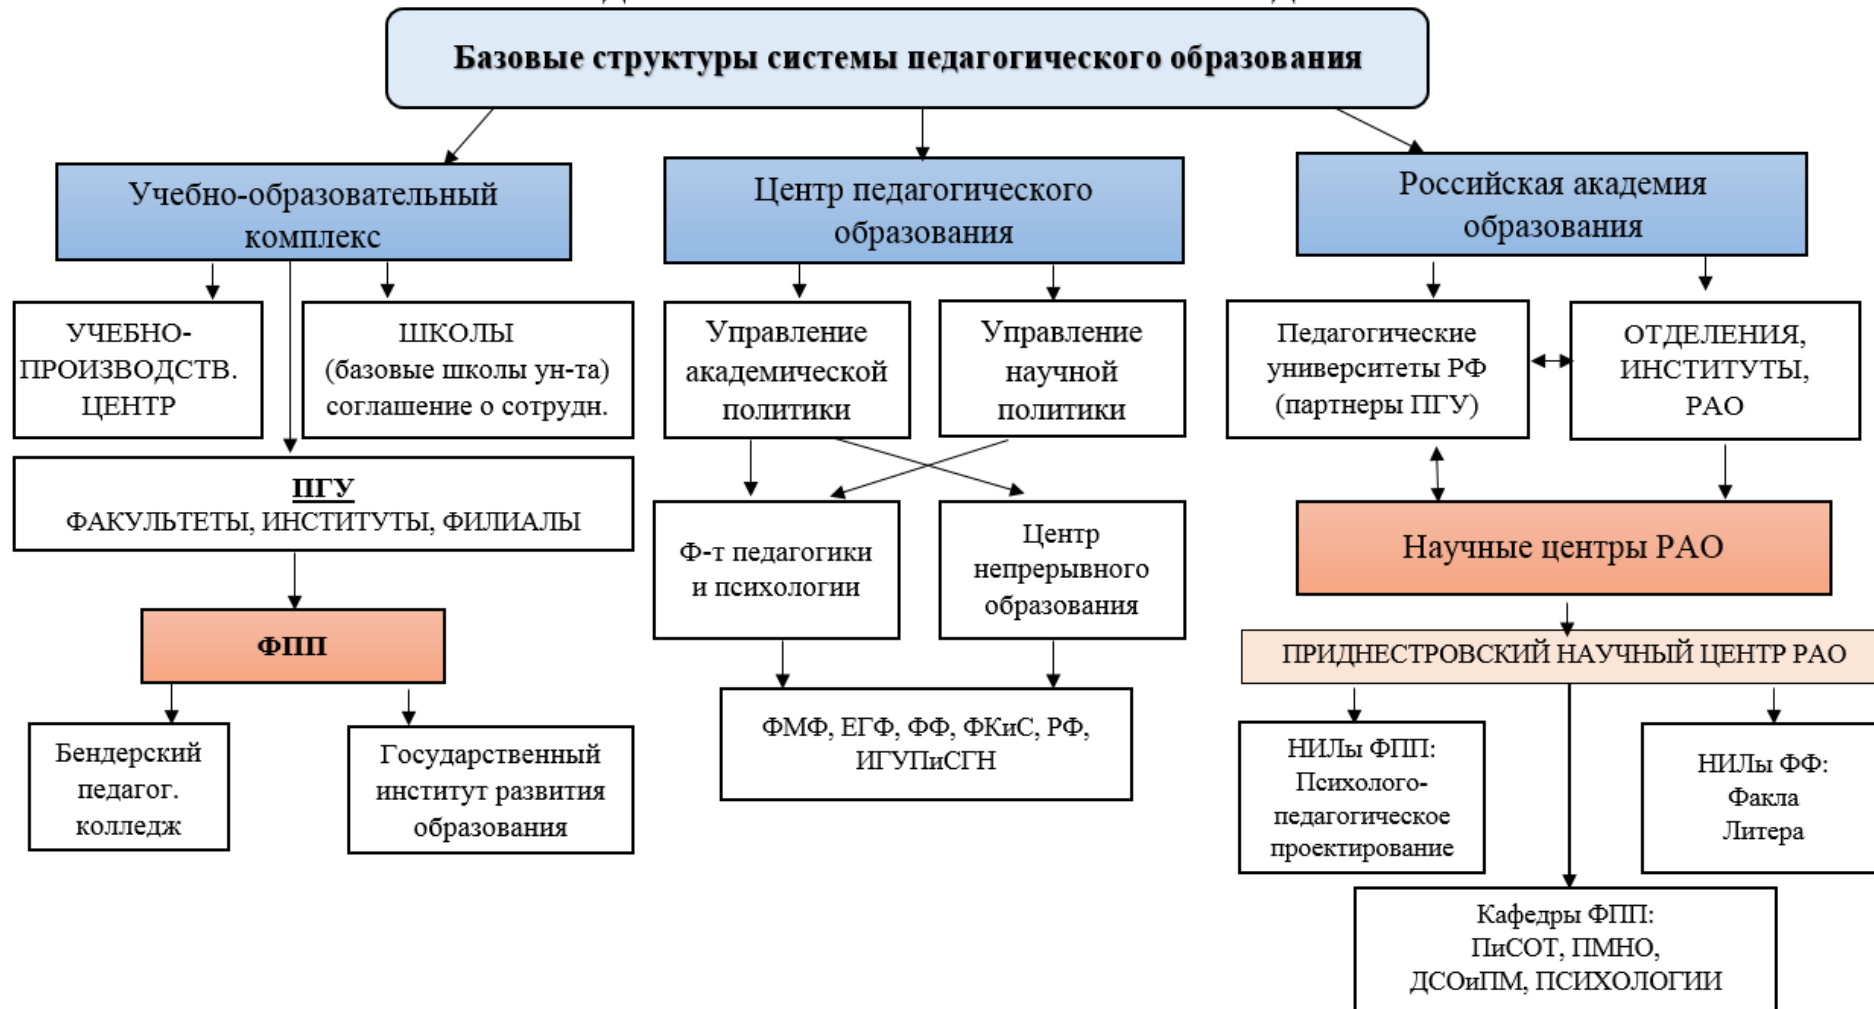 Базовые структуры системы педагогического образования
Учебно-образовательный
комплекс
Центр педагогического
образования
Российская академия
образования
УЧЕБНО-
ПРОИЗВОДСТВ.
ЦЕНТР
ШКОЛЫ
(базовые школы ун-та)
соглашение о сотрудн.
Управление
академической
политики
Управление
научной
политики
Педагогические
университеты РФ
(партнеры ПГУ)
ОТДЕЛЕНИЯ,
ИНСТИТУТЫ,
РАО
ПГУ
ФАКУЛЬТЕТЫ, ИНСТИТУТЫ, ФИЛИАЛЫ
Ф-т педагогики
и психологии
Центр
непрерывного
образования
Научные центры РАО
ФПП
ПРИДНЕСТРОВСКИЙ НАУЧНЫЙ ЦЕНТР РАО
Бендерский
педагог.
колледж
Государственный
институт развития
образования
ФМФ, ЕГФ, ФФ, ФКиС, РФ,
ИГУПиСГН
НИЛы ФПП:
Психолого-
педагогическое
проектирование
НИЛы ФФ:
Факла
Литера
Кафедры ФПП:
ПиСОТ, ПМНО,
ДСОиПМ, ПСИХОЛОГИИ